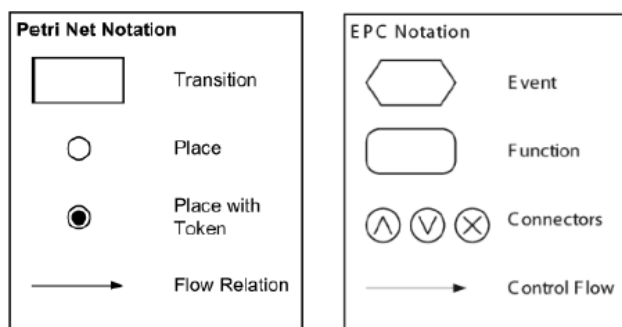 Petri Net Notation
Transition
Place
Place with
Token
Flow Relation
EPC Notation
Event
Function
Connectors
Control Flow